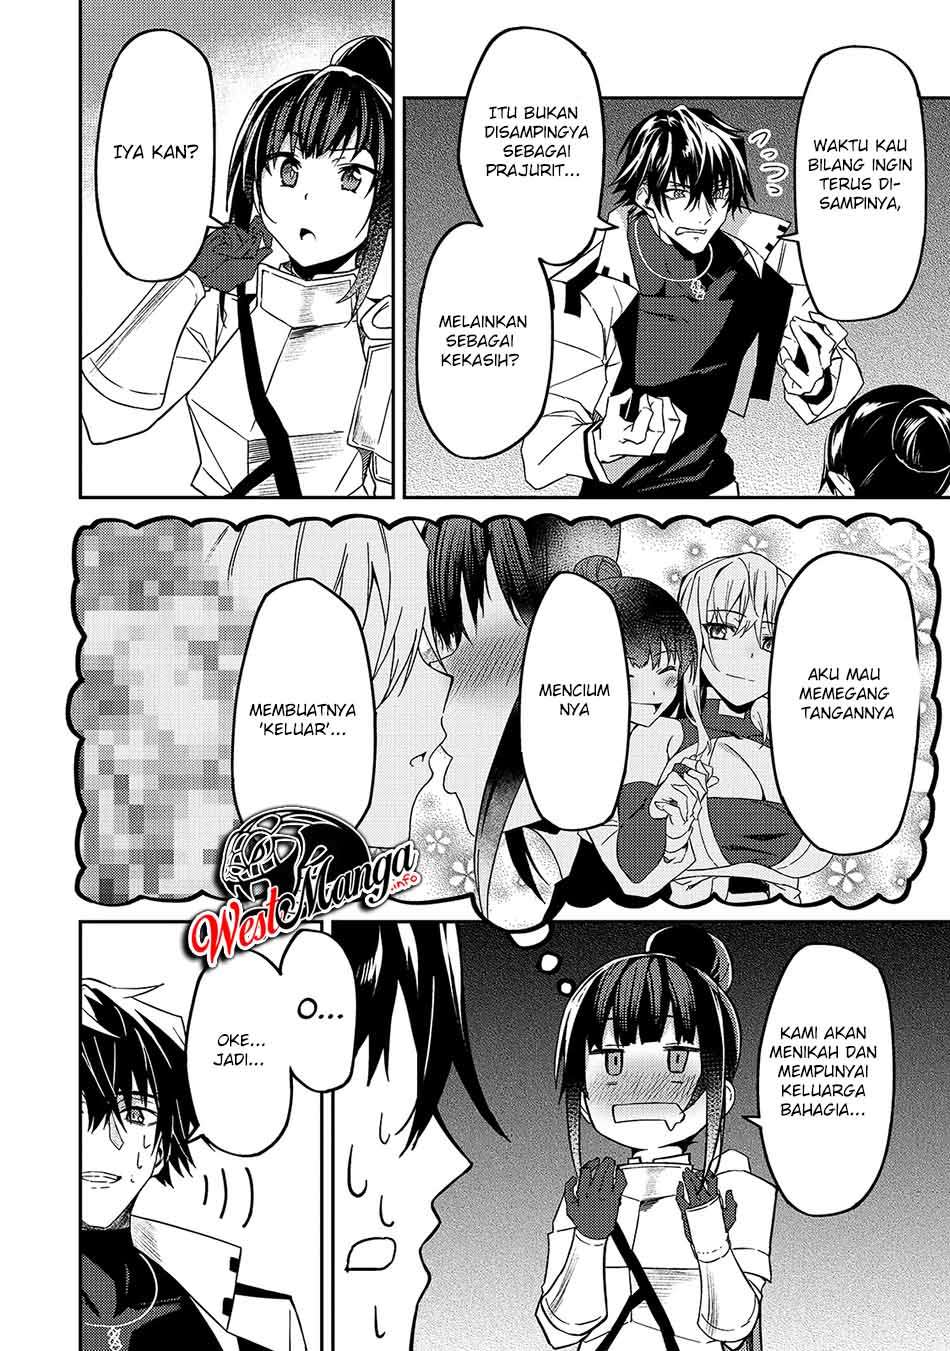 WAKTU KAU
BILANG INGIN
TERUS DI-
SAMPINYA,
ITU BUKAN
DISAMPINGYA
SEBAGAI
PRAJURIT...
MELAINKAN
SEBAGAI
KEKASIH?
IYA KAN?
AKU MAU
MEMEGANG
TANGANNYA
MENCIUM
NYA
MEMBUATNYA
'KELUAR'...
KAMI AKAN
MENIKAH DAN
MEMPUNYAI
KELUARGA
BAHAGIA...
O...
OKE...
JADI...
WestManga
.info